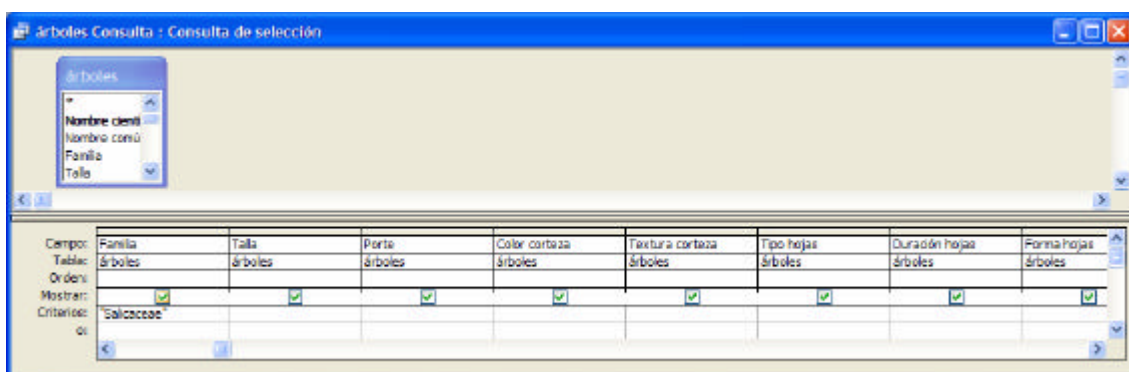 árboles Consulta : Consulta de selección
árboles
*
Nombre cientí
Nombre comú
Familia
Talla
Campo: Familia Talla Porte Color corteza Textura corteza Tipo hojas Duración hojas Forma hojas
Tabla: árboles árboles árboles árboles árboles árboles árboles árboles
Orden:
Mostrar:
Criterios: "Salicaceae"
o: